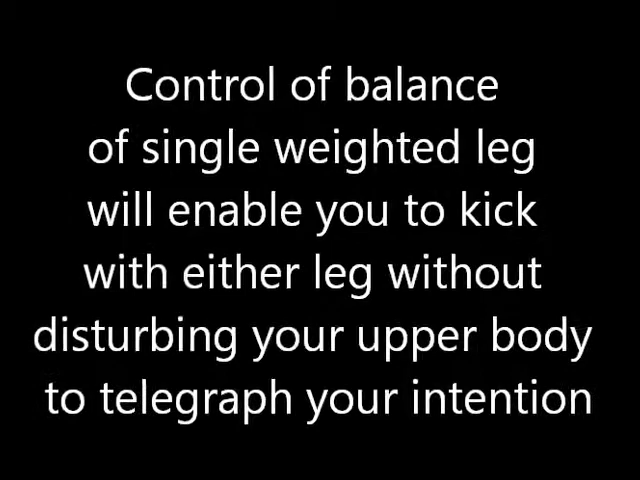 Control of balance
of single weighted leg
will enable you to kick
with either leg without
disturbing your upper body
to telegraph your intention